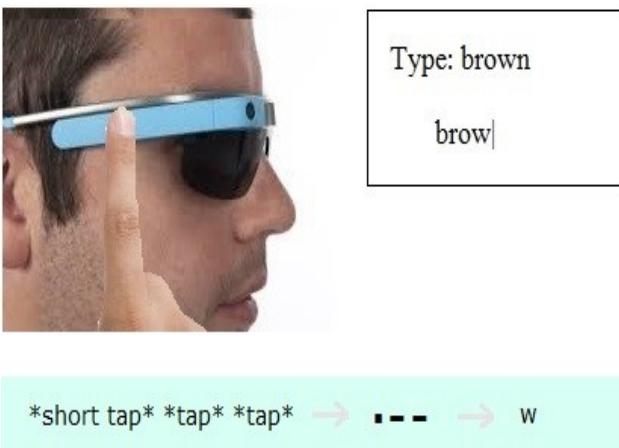 Type: brown
brow|
*short tap* *tap* *tap* → ▪– – → w